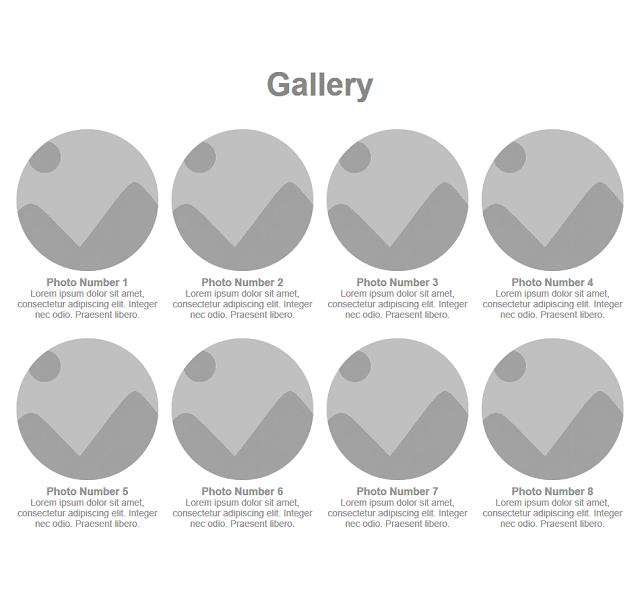 Gallery
Photo Number 1
Lorem ipsum dolor sit amet,
consectetur adipiscing elit. Integer
nec odio. Praesent libero.
Photo Number 2
Lorem ipsum dolor sit amet,
consectetur adipiscing elit. Integer
nec odio. Praesent libero.
Photo Number 3
Lorem ipsum dolor sit amet,
consectetur adipiscing elit. Integer
nec odio. Praesent libero.
Photo Number 4
Lorem ipsum dolor sit amet,
consectetur adipiscing elit. Integer
nec odio. Praesent libero.
Photo Number 5
Lorem ipsum dolor sit amet,
consectetur adipiscing elit. Integer
nec odio. Praesent libero.
Photo Number 6
Lorem ipsum dolor sit amet,
consectetur adipiscing elit. Integer
nec odio. Praesent libero.
Photo Number 7
Lorem ipsum dolor sit amet,
consectetur adipiscing elit. Integer
nec odio. Praesent libero.
Photo Number 8
Lorem ipsum dolor sit amet,
consectetur adipiscing elit. Integer
nec odio. Praesent libero.